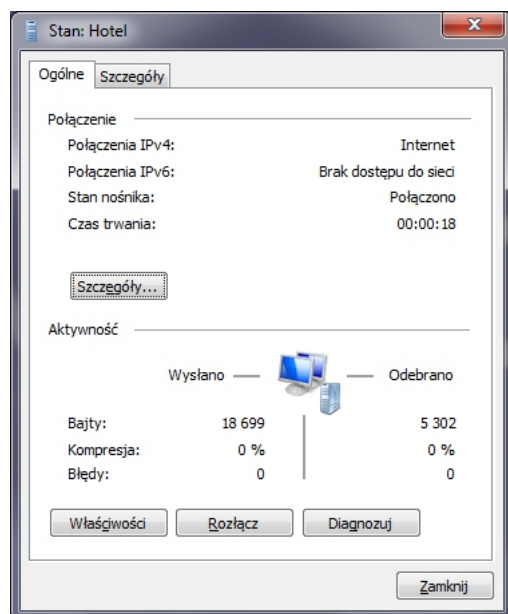 Stan: Hotel
Ogólne Szczegóły
Połączenie
Połączenia IPv4: Internet
Połączenia IPv6: Brak dostępu do sieci
Stan nośnika: Połączono
Czas trwania: 00:00:18
Szczegóły...
Aktywność
Wysłano Odebrano
Bajty: 18 699 5 302
Kompresja: 0 % 0 %
Błędy: 0 0
Właściwości Rozłącz Diagnozuj
Zamknij